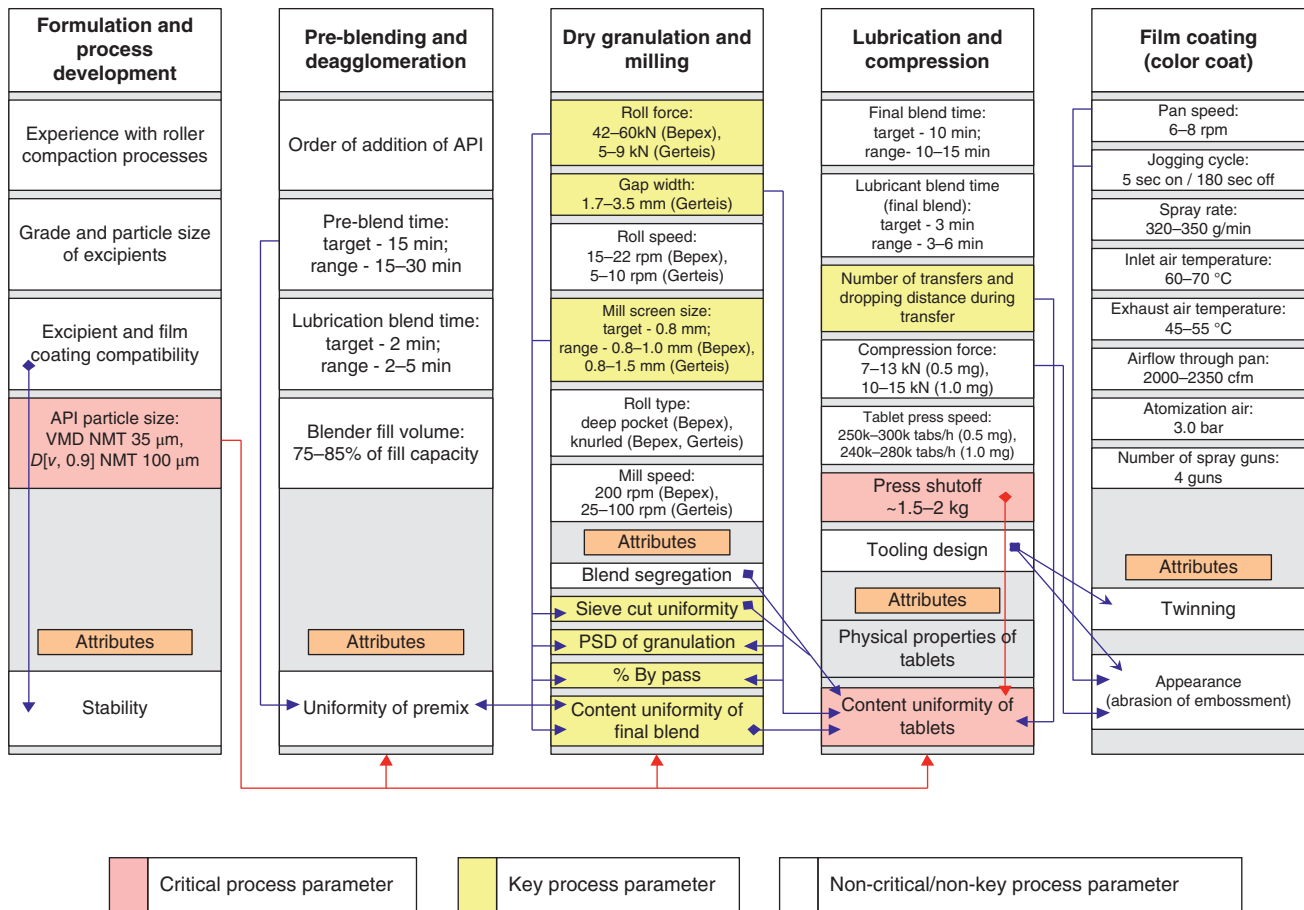 Formulation and
process
development
Experience with roller
compaction processes
Grade and particle size
of excipients
Excipient and film
coating compatibility
API particle size:
VMD NMT 35 μm,
D[v, 0.9] NMT 100 μm
Attributes
Stability
Pre-blending and
deagglomeration
Order of addition of API
Pre-blend time:
target - 15 min;
range - 15–30 min
Lubrication blend time:
target - 2 min;
range - 2–5 min
Blender fill volume:
75–85% of fill capacity
Attributes
Uniformity of premix
Dry granulation and
milling
Roll force:
42–60kN (Bepex),
5–9 kN (Gerteis)
Gap width:
1.7–3.5 mm (Gerteis)
Roll speed:
15–22 rpm (Bepex),
5–10 rpm (Gerteis)
Mill screen size:
target - 0.8 mm;
range - 0.8–1.0 mm (Bepex),
0.8–1.5 mm (Gerteis)
Roll type:
deep pocket (Bepex),
knurled (Bepex, Gerteis)
Mill speed:
200 rpm (Bepex),
25–100 rpm (Gerteis)
Attributes
Blend segregation
Sieve cut uniformity
PSD of granulation
% By pass
Content uniformity of
final blend
Lubrication and
compression
Final blend time:
target - 10 min;
range- 10–15 min
Lubricant blend time
(final blend):
target - 3 min
range - 3–6 min
Number of transfers and
dropping distance during
transfer
Compression force:
7–13 kN (0.5 mg),
10–15 kN (1.0 mg)
Tablet press speed:
250k–300k tabs/h (0.5 mg),
240k–280k tabs/h (1.0 mg)
Press shutoff
~1.5–2 kg
Tooling design
Attributes
Physical properties of
tablets
Content uniformity of
tablets
Film coating
(color coat)
Pan speed:
6–8 rpm
Jogging cycle:
5 sec on / 180 sec off
Spray rate:
320–350 g/min
Inlet air temperature:
60–70 °C
Exhaust air temperature:
45–55 °C
Airflow through pan:
2000–2350 cfm
Atomization air:
3.0 bar
Number of spray guns:
4 guns
Attributes
Twinning
Appearance
(abrasion of embossment)
Critical process parameter
Key process parameter
Non-critical/non-key process parameter